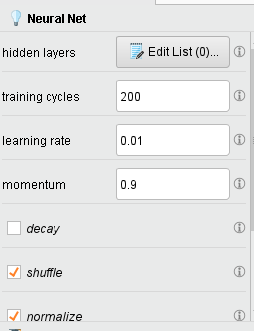 Neural Net
hidden layers Edit List (0)...
training cycles 200
learning rate 0.01
momentum 0.9
decay
shuffle
normalize